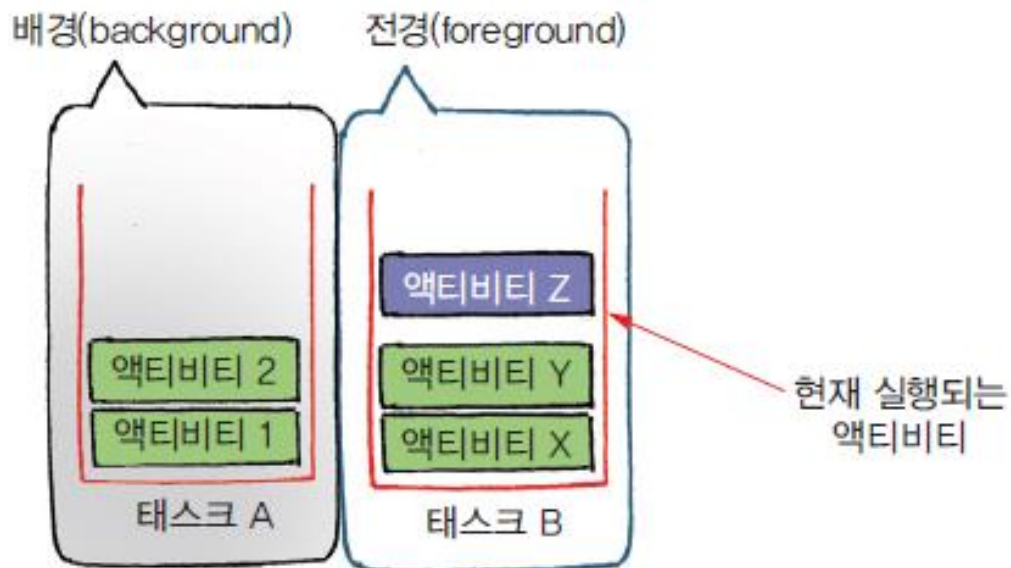 배경(background)
전경(foreground)
액티비티 Z
액티비티 2
액티비티 Y
액티비티 1
액티비티 X
현재 실행되는
액티비티
태스크 A
태스크 B